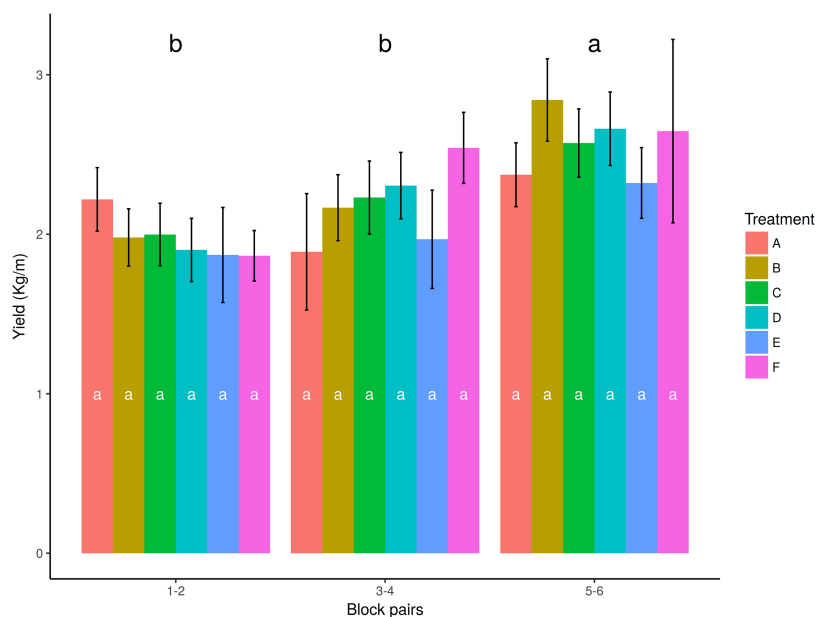 b b a
3
2
1
0
Yield (Kg/m)
a a a a a a a a a a a a a a a a a a
1-2 3-4 5-6
Block pairs
Treatment
A
B
C
D
E
F